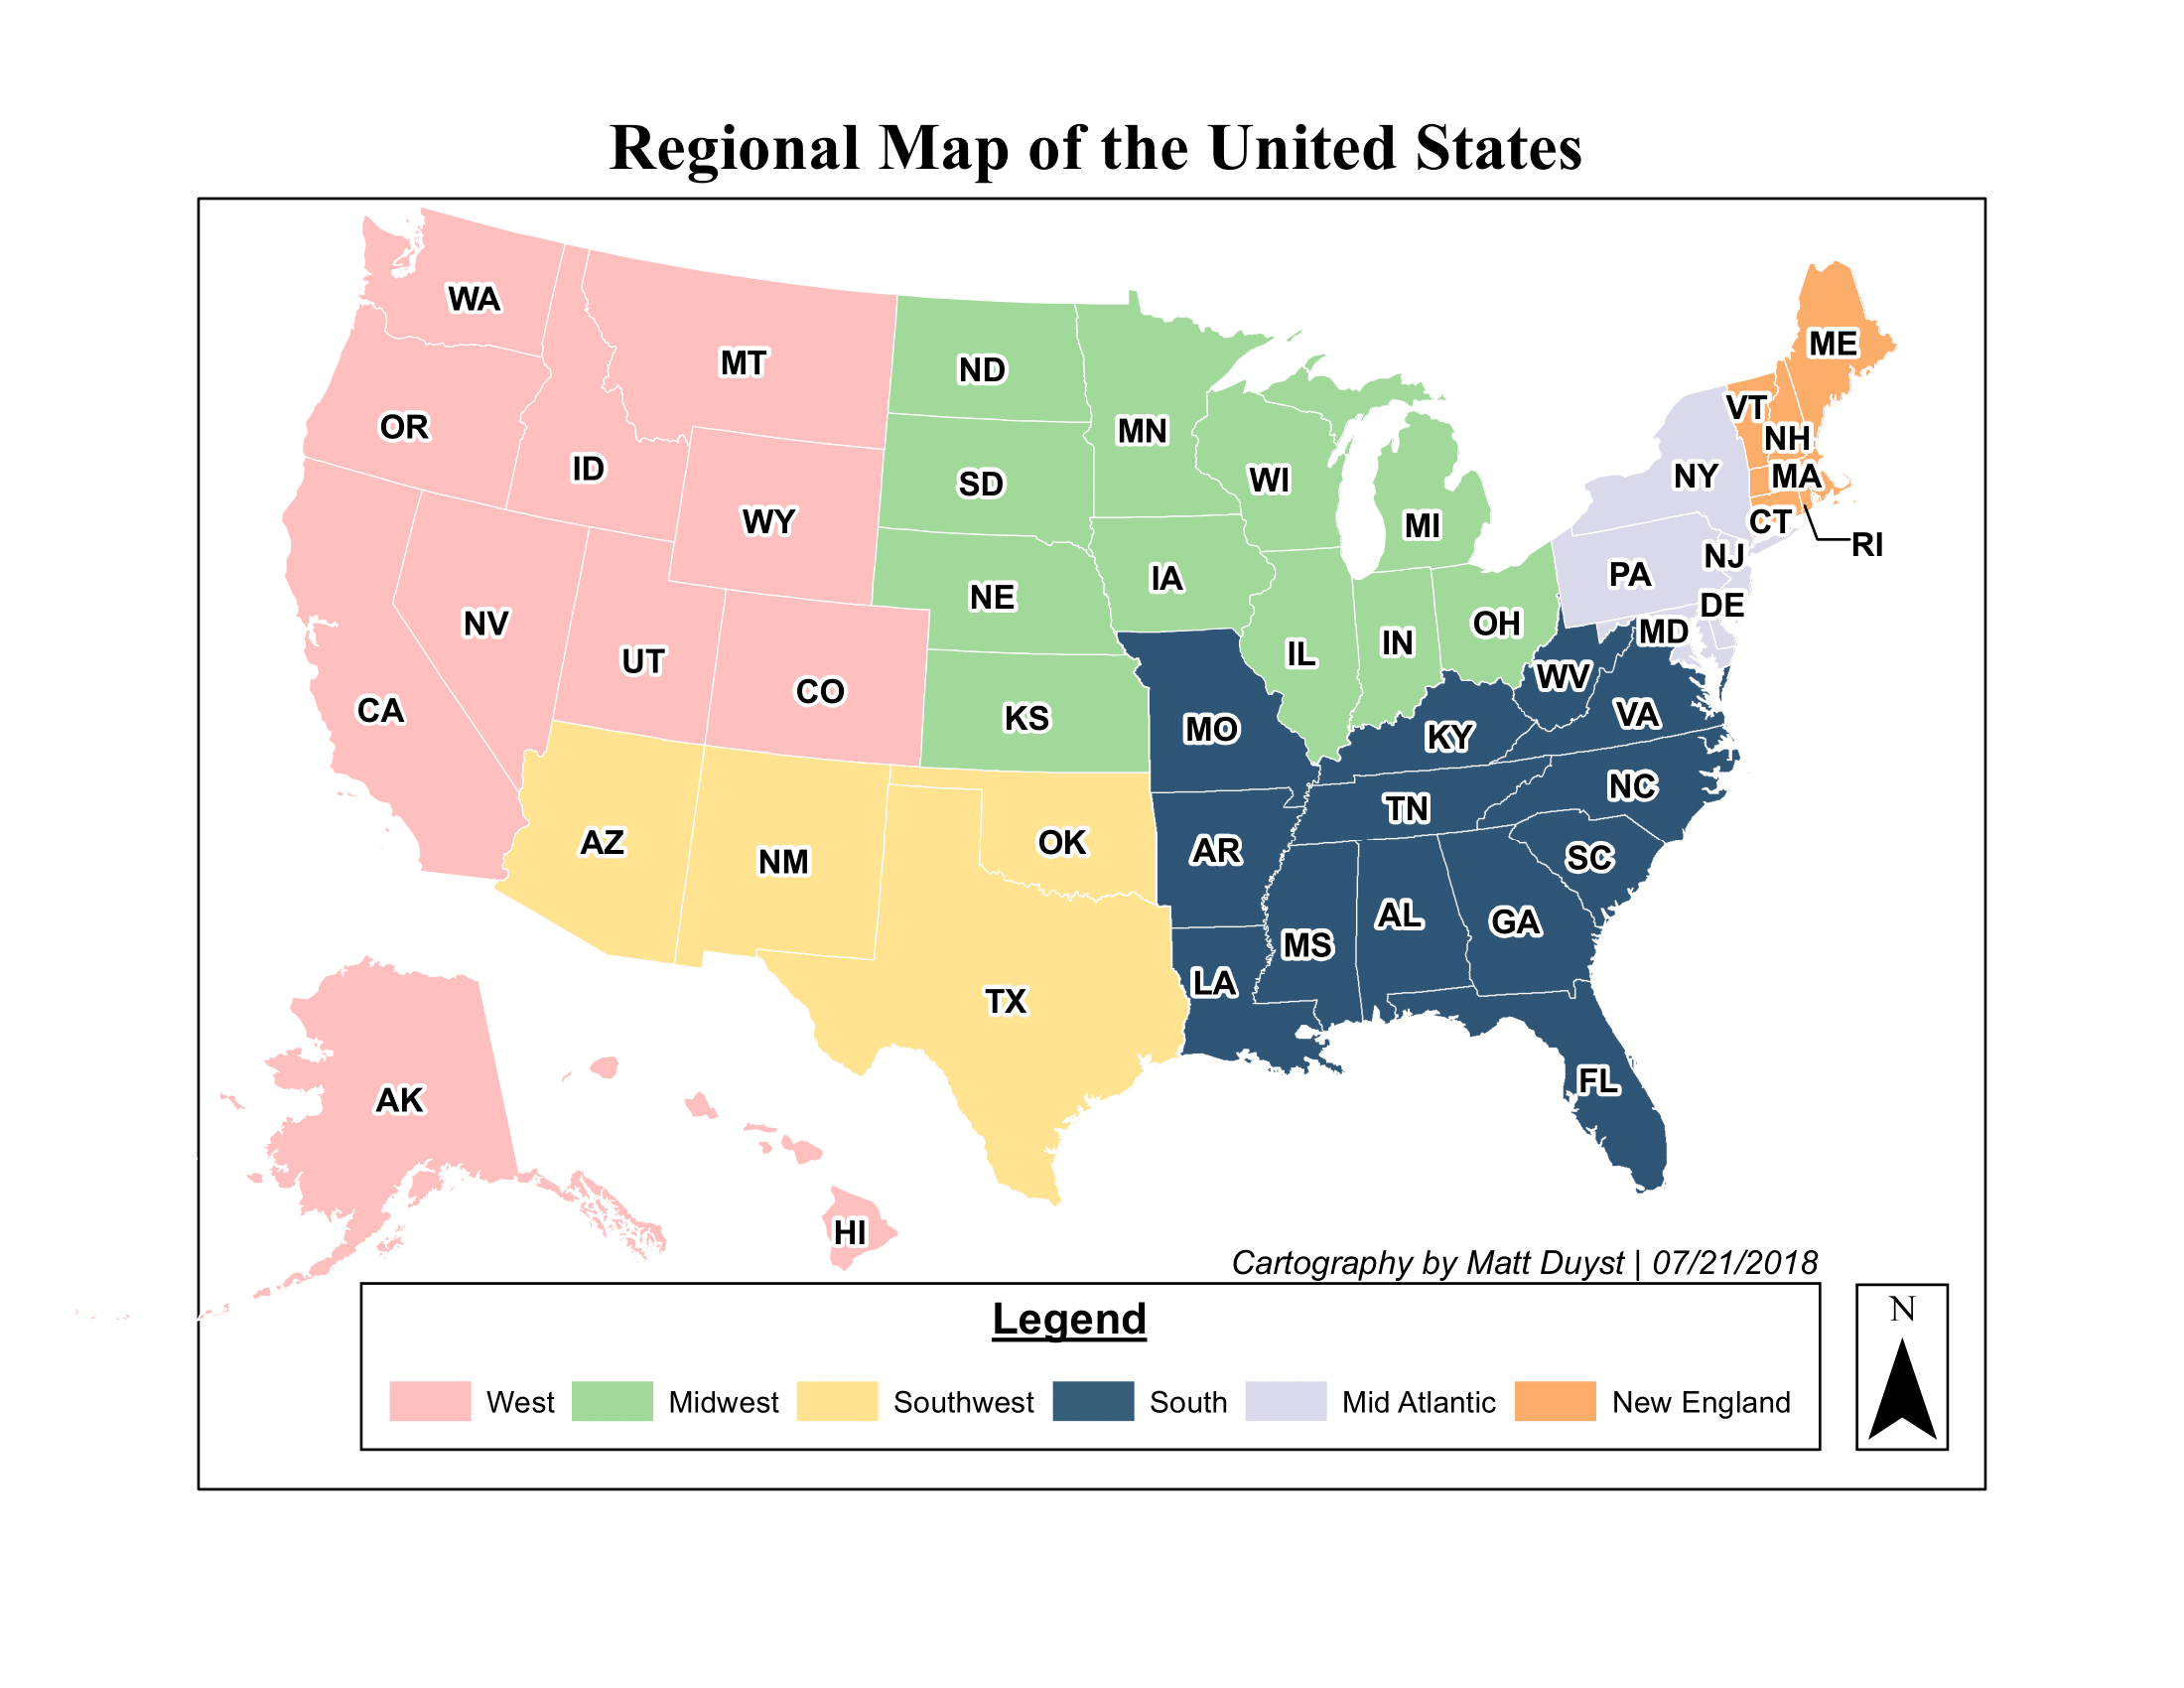 Regional Map of the United States
WA
MT
ND
ME
OR
MN
VT
NH
ID
SD
WI
NY
MA
WY
MI
CT
RI
NJ
IA
PA
NE
DE
NV
OH
MD
IN
IL
UT
WV
CO
CA
KS
MO
VA
KY
NC
TN
AZ
OK
AR
SC
NM
AL
GA
MS
LA
TX
FL
AK
HI
Cartography by Matt Duyst | 07/21/2018
Legend
N
West Midwest Southwest South Mid Atlantic New England